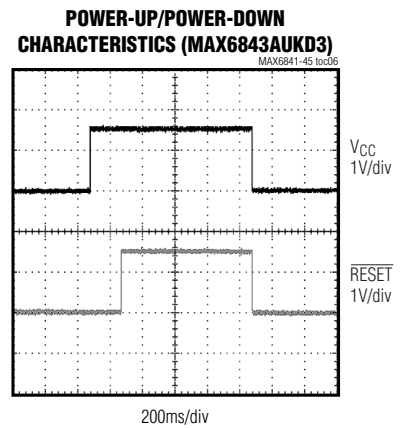 POWER-UP/POWER-DOWN
CHARACTERISTICS (MAX6843AUKD3)
MAX6841-45 toc06
VCC
1V/div
RESET
1V/div
200ms/div